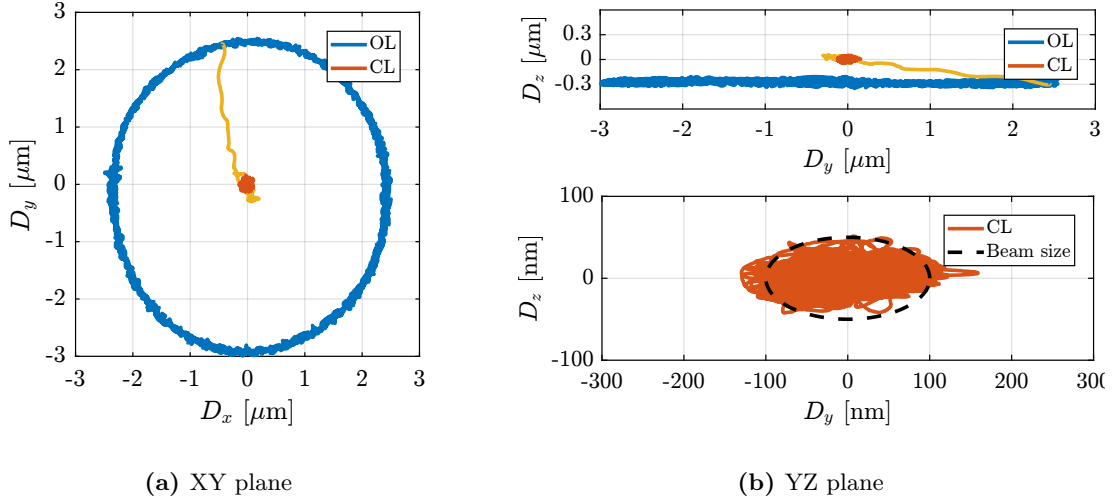 3
2
1
0
-1
-2
-3
-3 -2 -1 0 1 2 3
D_y [μm]
D_x [μm]
OL
CL
(a) XY plane
0.3
0
-0.3
-3 -2 -1 0 1 2 3
D_z [μm]
D_y [μm]
OL
CL
100
0
-100
-300 -200 -100 0 100 200 300
D_z [nm]
D_y [nm]
CL
Beam size
(b) YZ plane